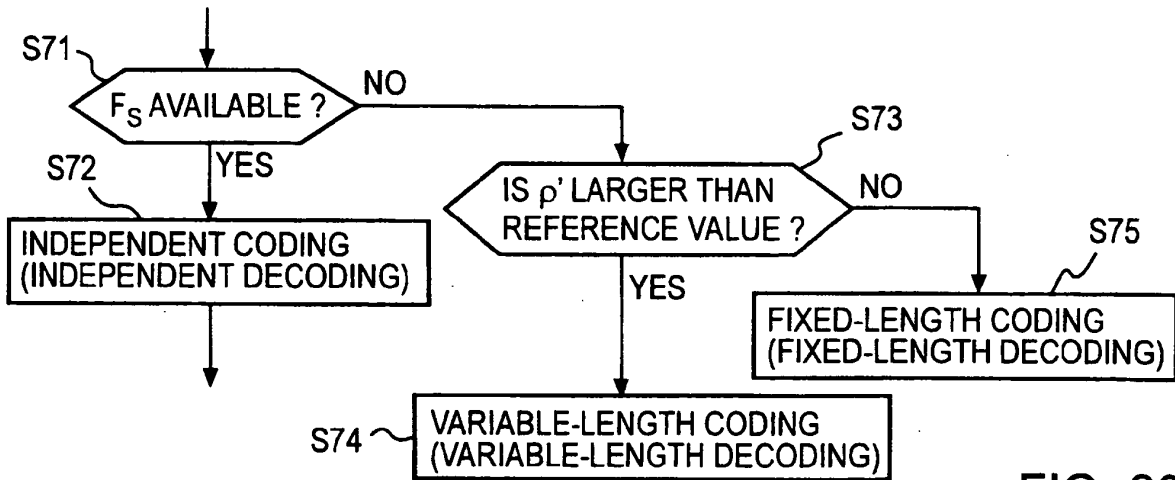 S71
F_S AVAILABLE ?
NO
YES
S72
INDEPENDENT CODING
(INDEPENDENT DECODING)
S73
IS ρ' LARGER THAN
REFERENCE VALUE ?
NO
YES
S75
FIXED-LENGTH CODING
(FIXED-LENGTH DECODING)
S74
VARIABLE-LENGTH CODING
(VARIABLE-LENGTH DECODING)
FIG.